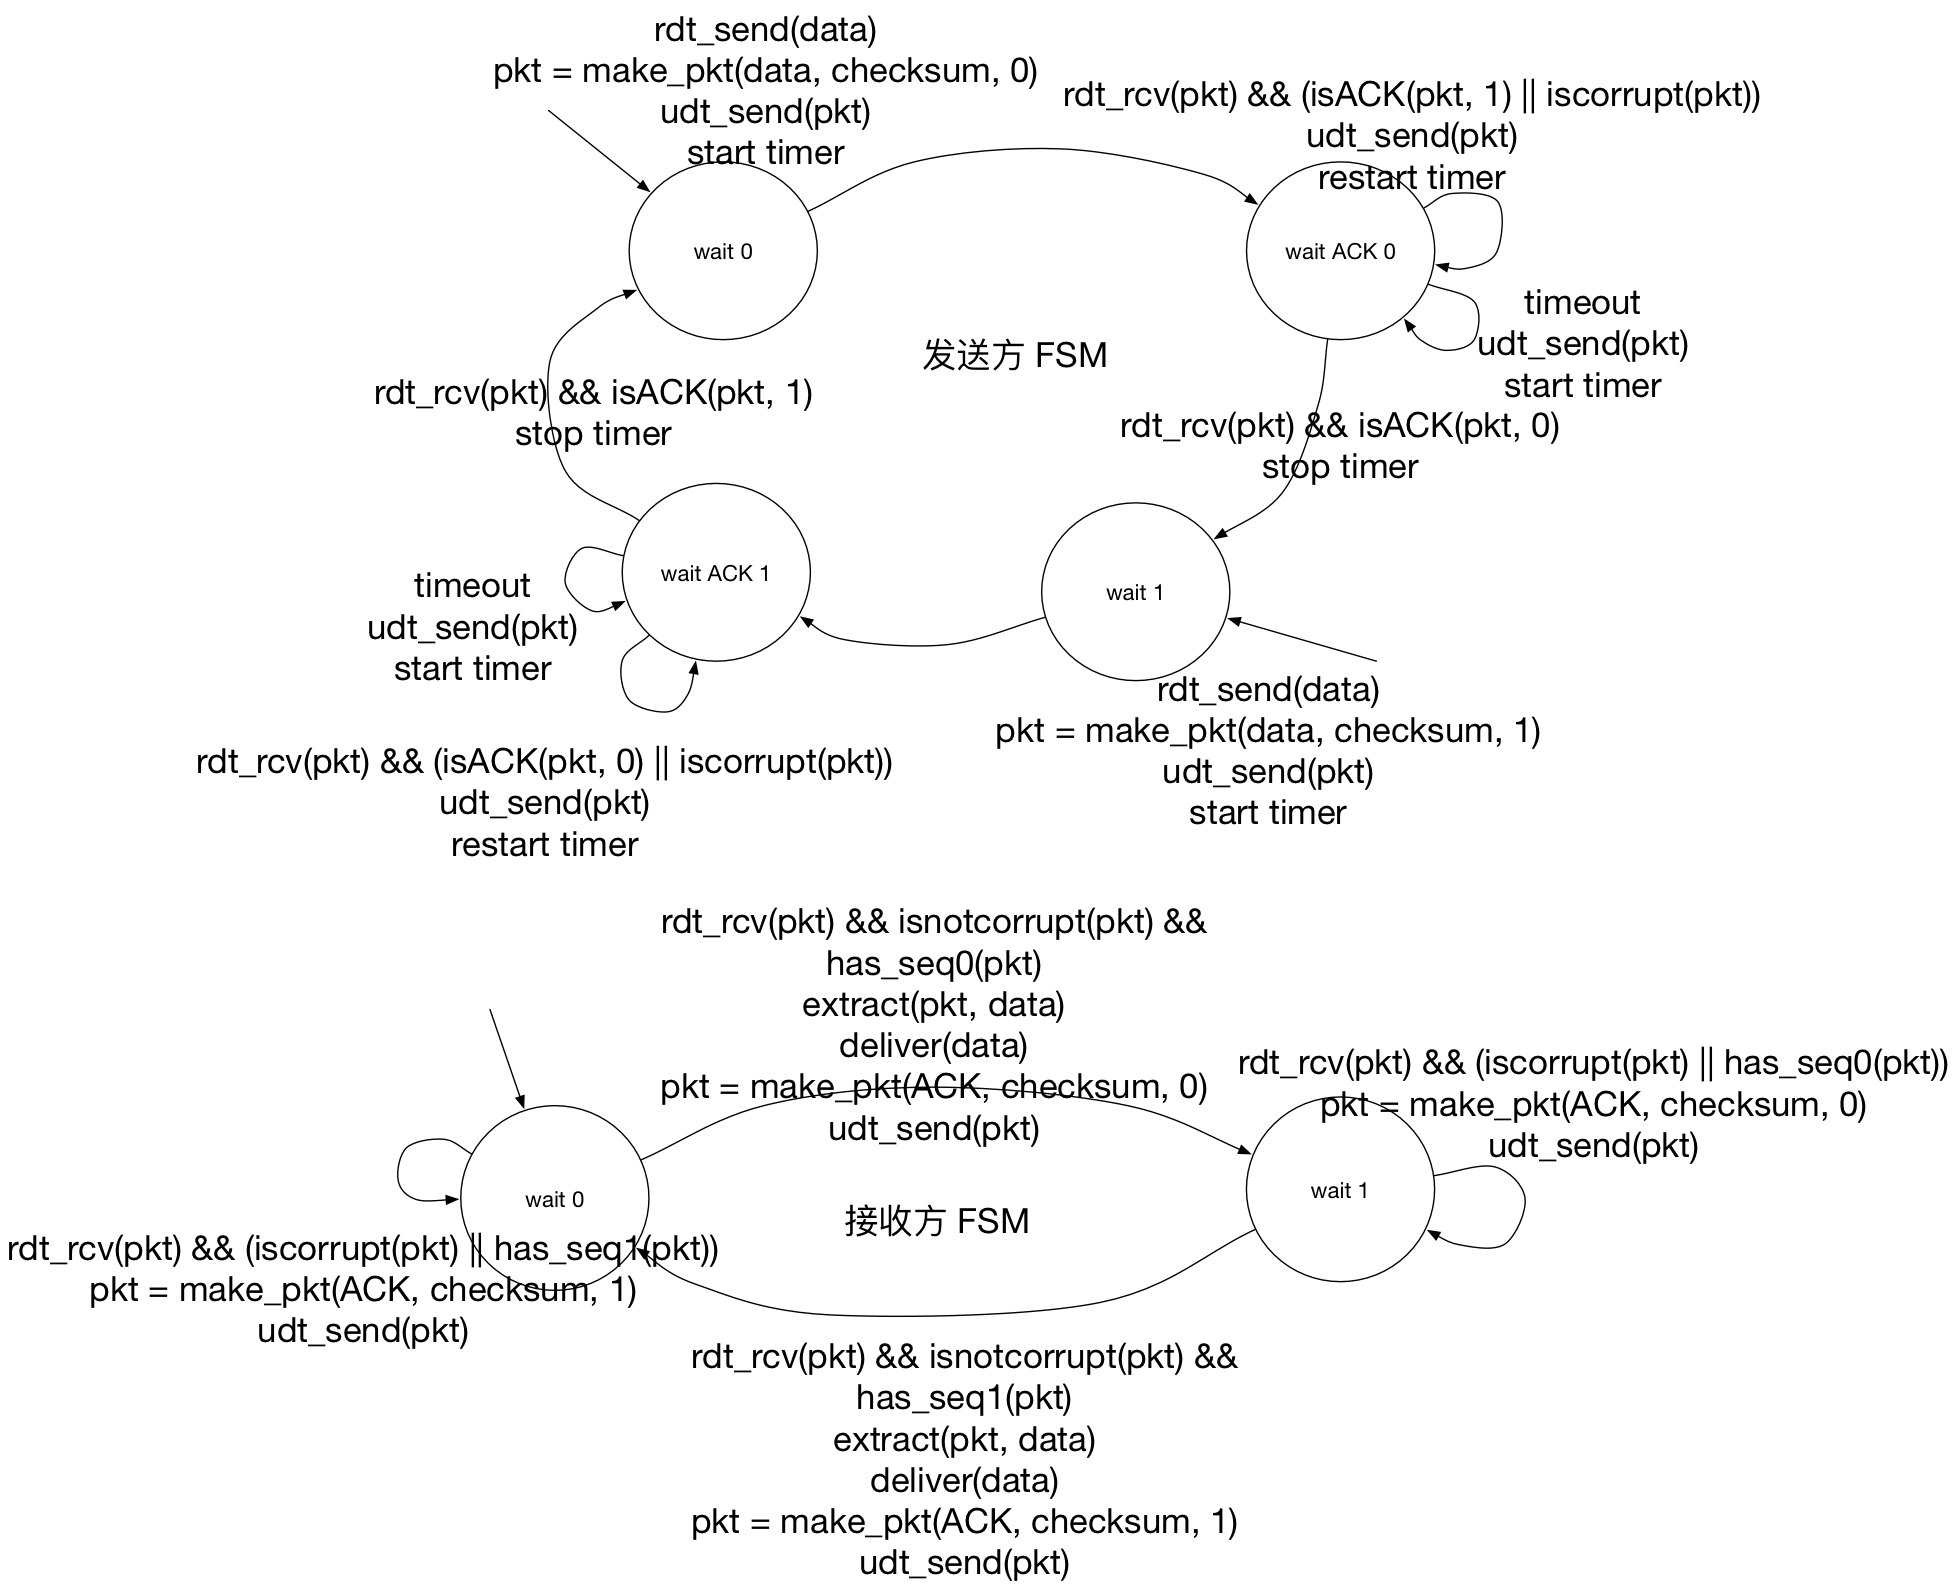 rdt_send(data)
pkt = make_pkt(data, checksum, 0)
udt_send(pkt)
start timer
rdt_rcv(pkt) && (isACK(pkt, 1) || iscorrupt(pkt))
udt_send(pkt)
restart timer
wait 0
wait ACK 0
timeout
udt_send(pkt)
start timer
发送方 FSM
rdt_rcv(pkt) && isACK(pkt, 1)
stop timer
rdt_rcv(pkt) && isACK(pkt, 0)
stop timer
wait ACK 1
wait 1
timeout
udt_send(pkt)
start timer
rdt_send(data)
pkt = make_pkt(data, checksum, 1)
udt_send(pkt)
start timer
rdt_rcv(pkt) && (isACK(pkt, 0) || iscorrupt(pkt))
udt_send(pkt)
restart timer
rdt_rcv(pkt) && isnotcorrupt(pkt) &&
has_seq0(pkt)
extract(pkt, data)
deliver(data)
pkt = make_pkt(ACK, checksum, 0)
udt_send(pkt)
rdt_rcv(pkt) && (iscorrupt(pkt) || has_seq0(pkt))
pkt = make_pkt(ACK, checksum, 0)
udt_send(pkt)
wait 0
wait 1
接收方 FSM
rdt_rcv(pkt) && (iscorrupt(pkt) || has_seq1(pkt))
pkt = make_pkt(ACK, checksum, 1)
udt_send(pkt)
rdt_rcv(pkt) && isnotcorrupt(pkt) &&
has_seq1(pkt)
extract(pkt, data)
deliver(data)
pkt = make_pkt(ACK, checksum, 1)
udt_send(pkt)